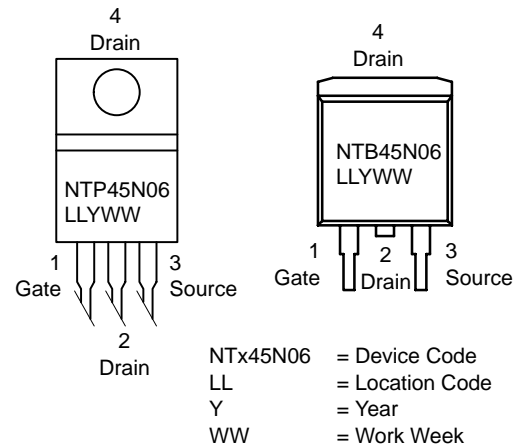 4
Drain
NTP45N06
LLYWW
1
Gate
3
Source
2
Drain
4
Drain
NTB45N06
LLYWW
1
Gate
2
Drain
3
Source
NTx45N06 = Device Code
LL = Location Code
Y = Year
WW = Work Week